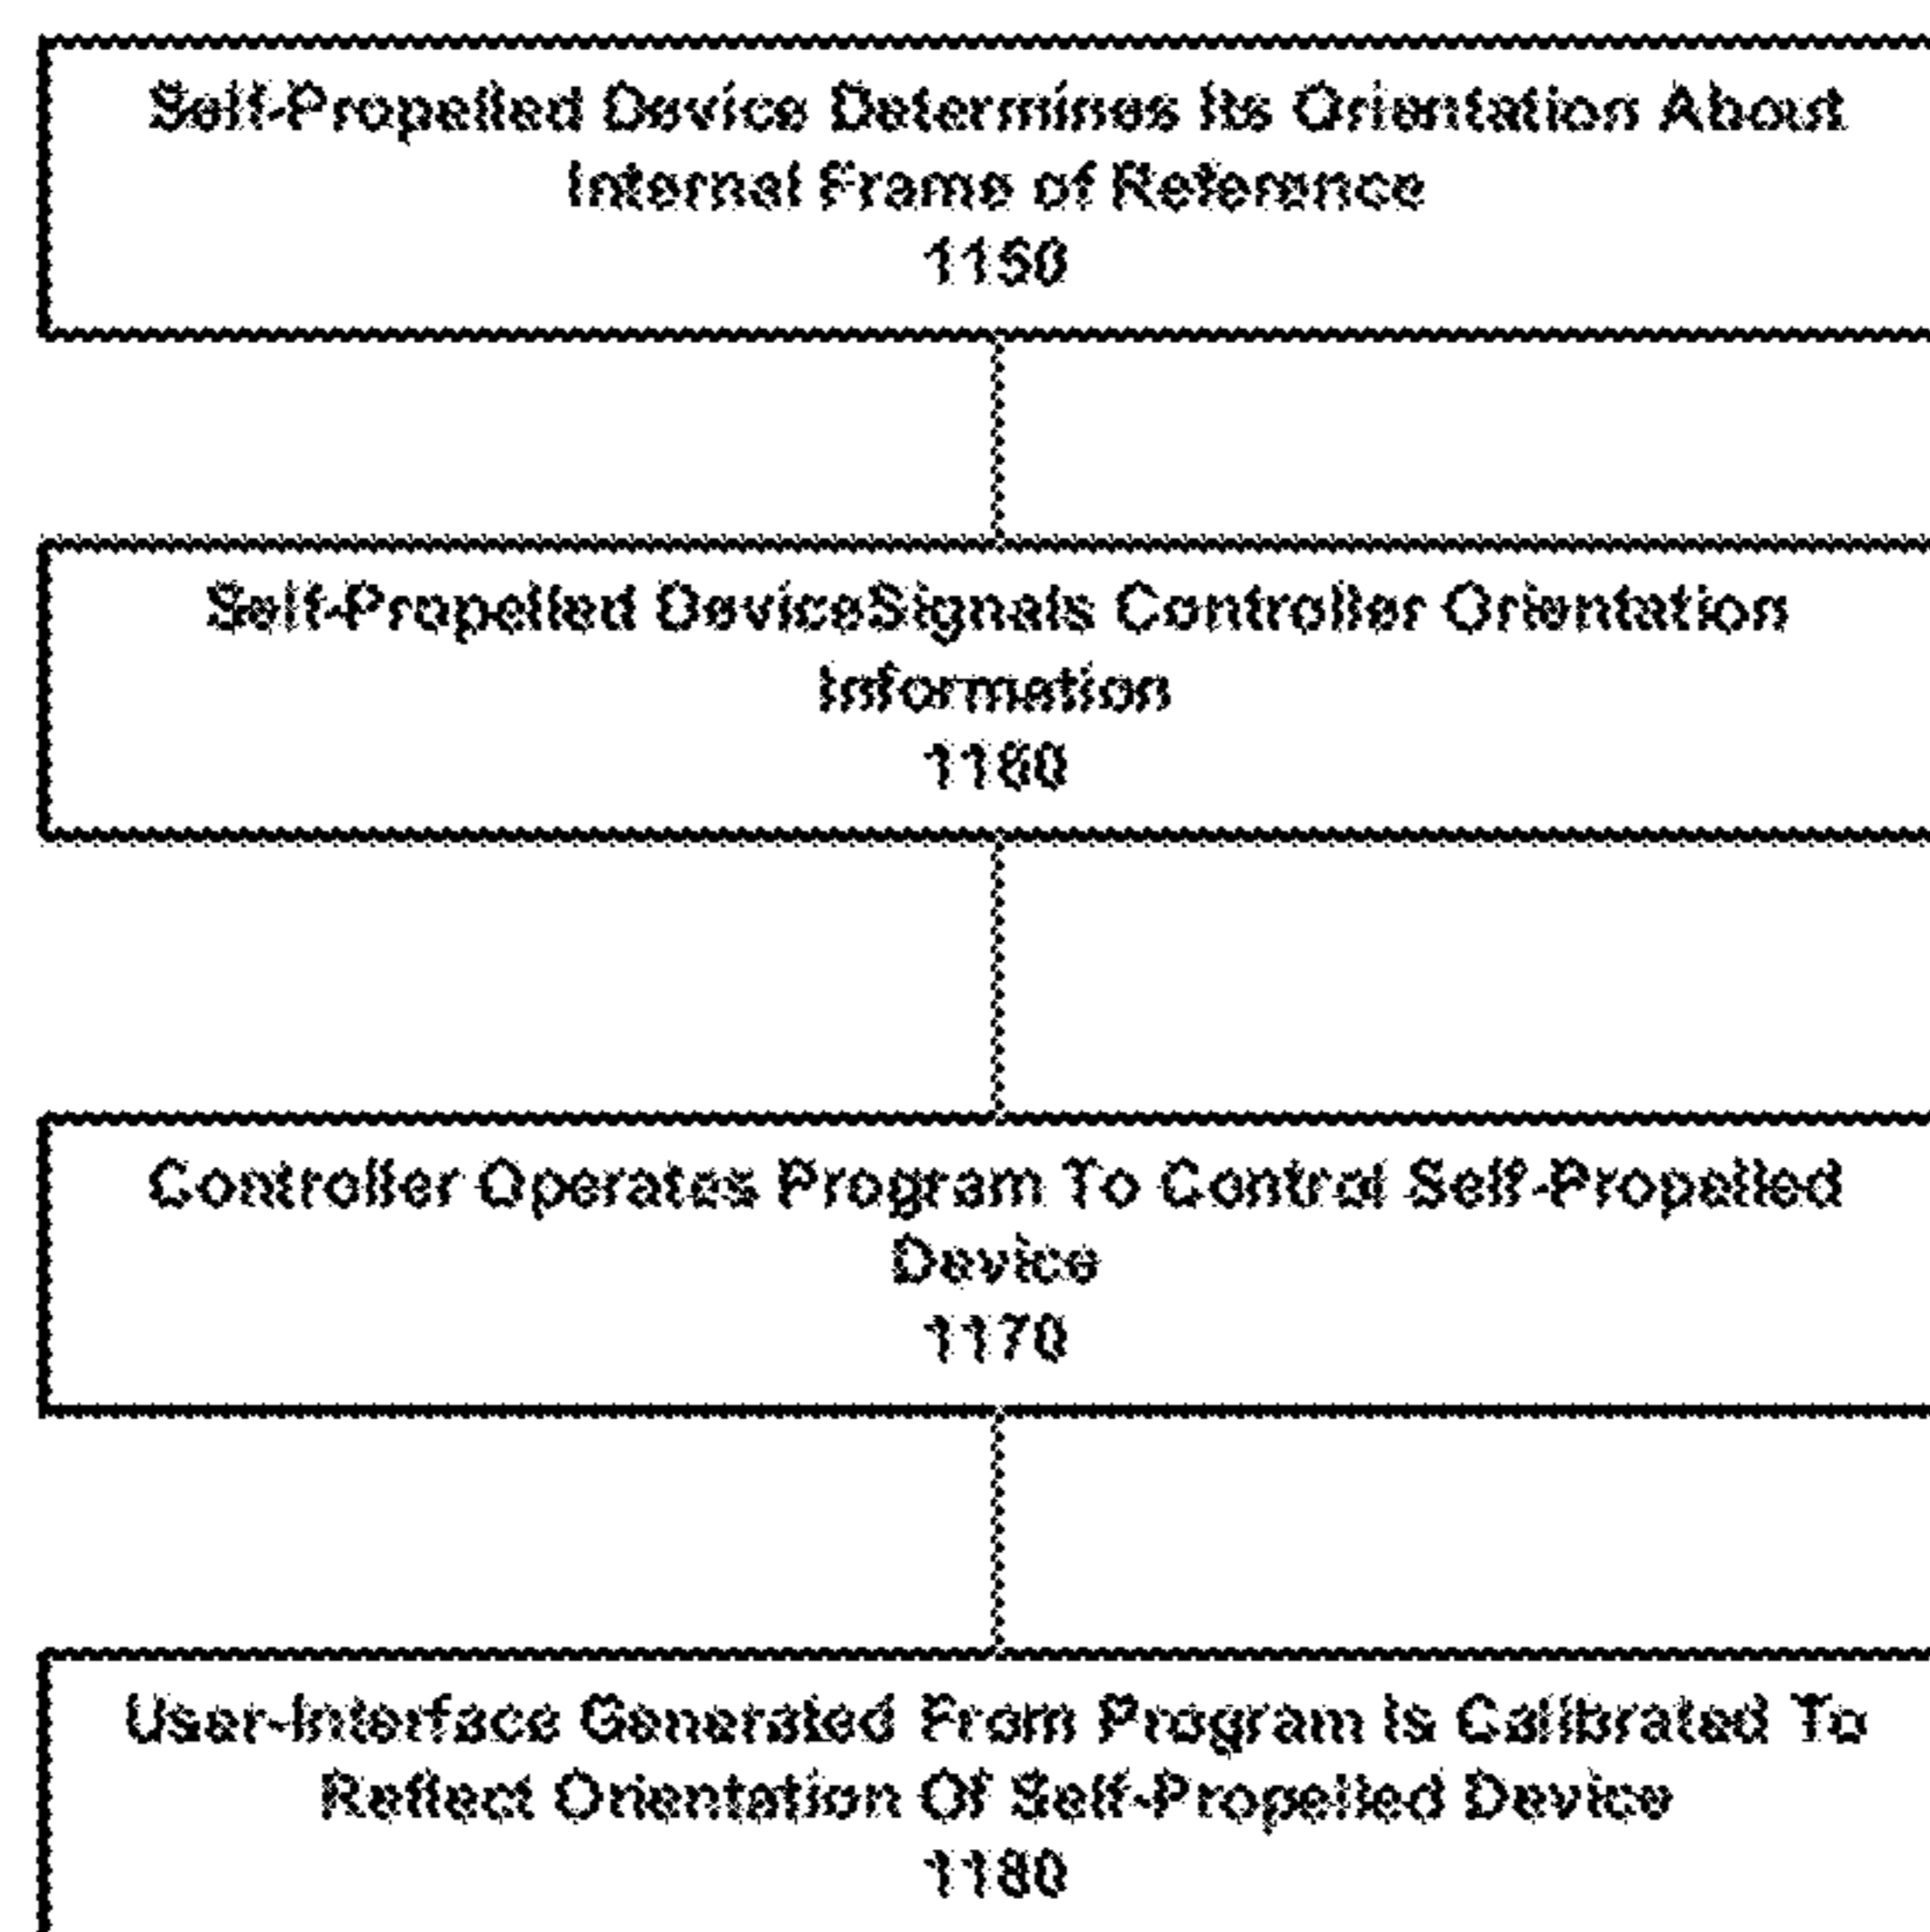 Self-Propelled Device Determines Its Orientation About
Internal Frame of Reference
1150
Self-Propelled DeviceSignals Controller Orientation
Information
1160
Controller Operates Program To Control Self-Propelled
Device
1170
User-Interface Generated From Program Is Calibrated To
Reflect Orientation Of Self-Propelled Device
1180